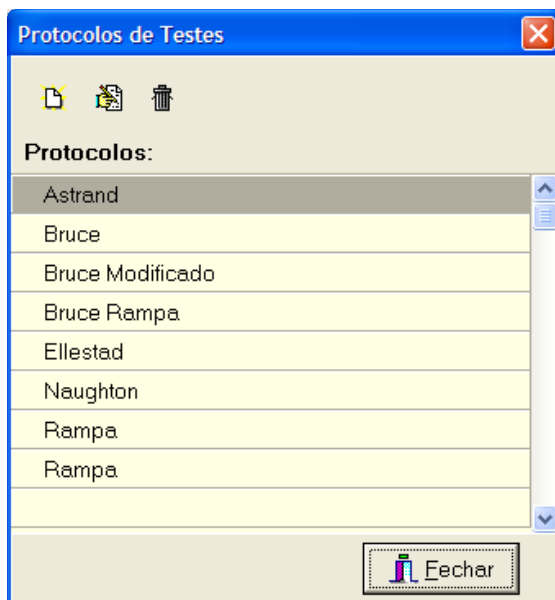 Protocolos de Testes
Protocolos:
Astrand
Bruce
Bruce Modificado
Bruce Rampa
Ellestad
Naughton
Rampa
Rampa
Fechar